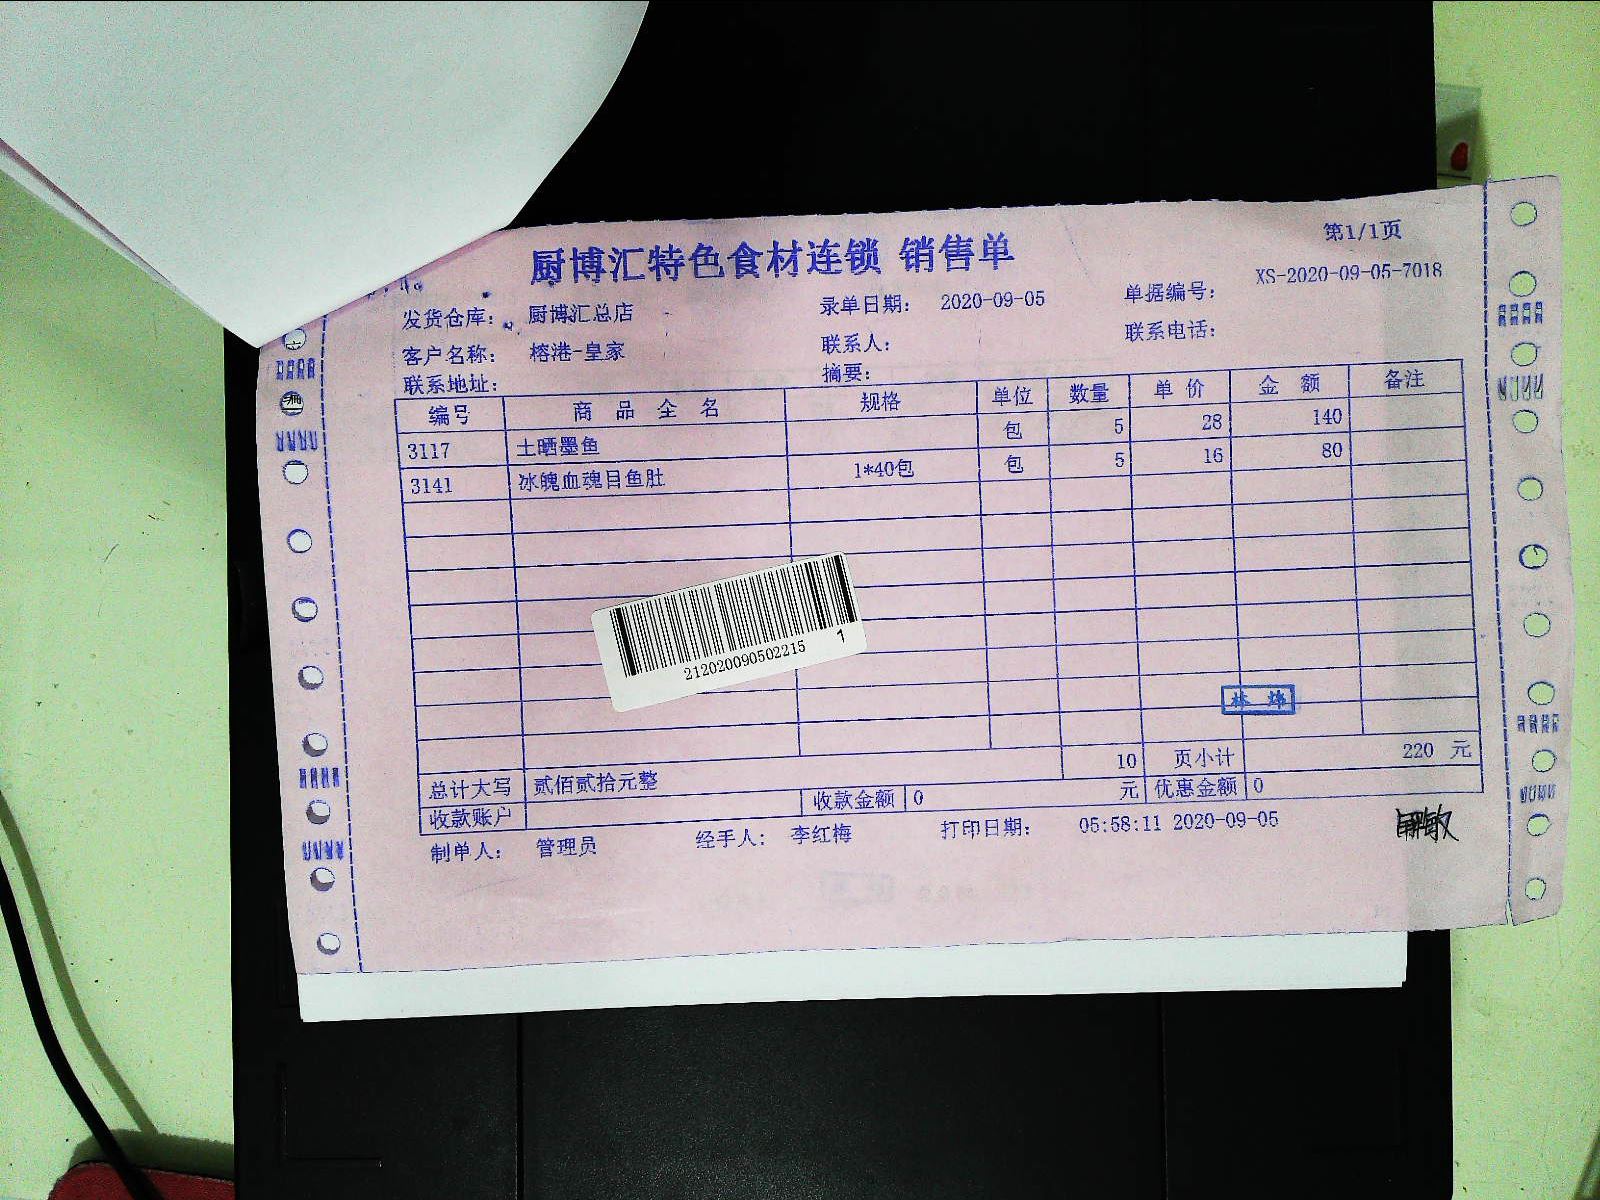 厨博汇特色食材连锁 销售单
第1/1页
发货仓库： 厨博汇总店 录单日期： 2020-09-05 单据编号： XS-2020-09-05-7018
客户名称： 榕港-皇家 联系人： 联系电话：
联系地址： 摘要：
编号 商 品 全 名 规格 单位 数量 单 价 金 额 备注
3117 土晒墨鱼 包 5 28 140
3141 冰魄血魂目鱼肚 1*40包 包 5 16 80
212020090502215 1
林 炜
10 页小计 220 元
总计大写 贰佰贰拾元整
收款账户 收款金额 0 元 优惠金额 0
制单人： 管理员 经手人： 李红梅 打印日期： 05:58:11 2020-09-05